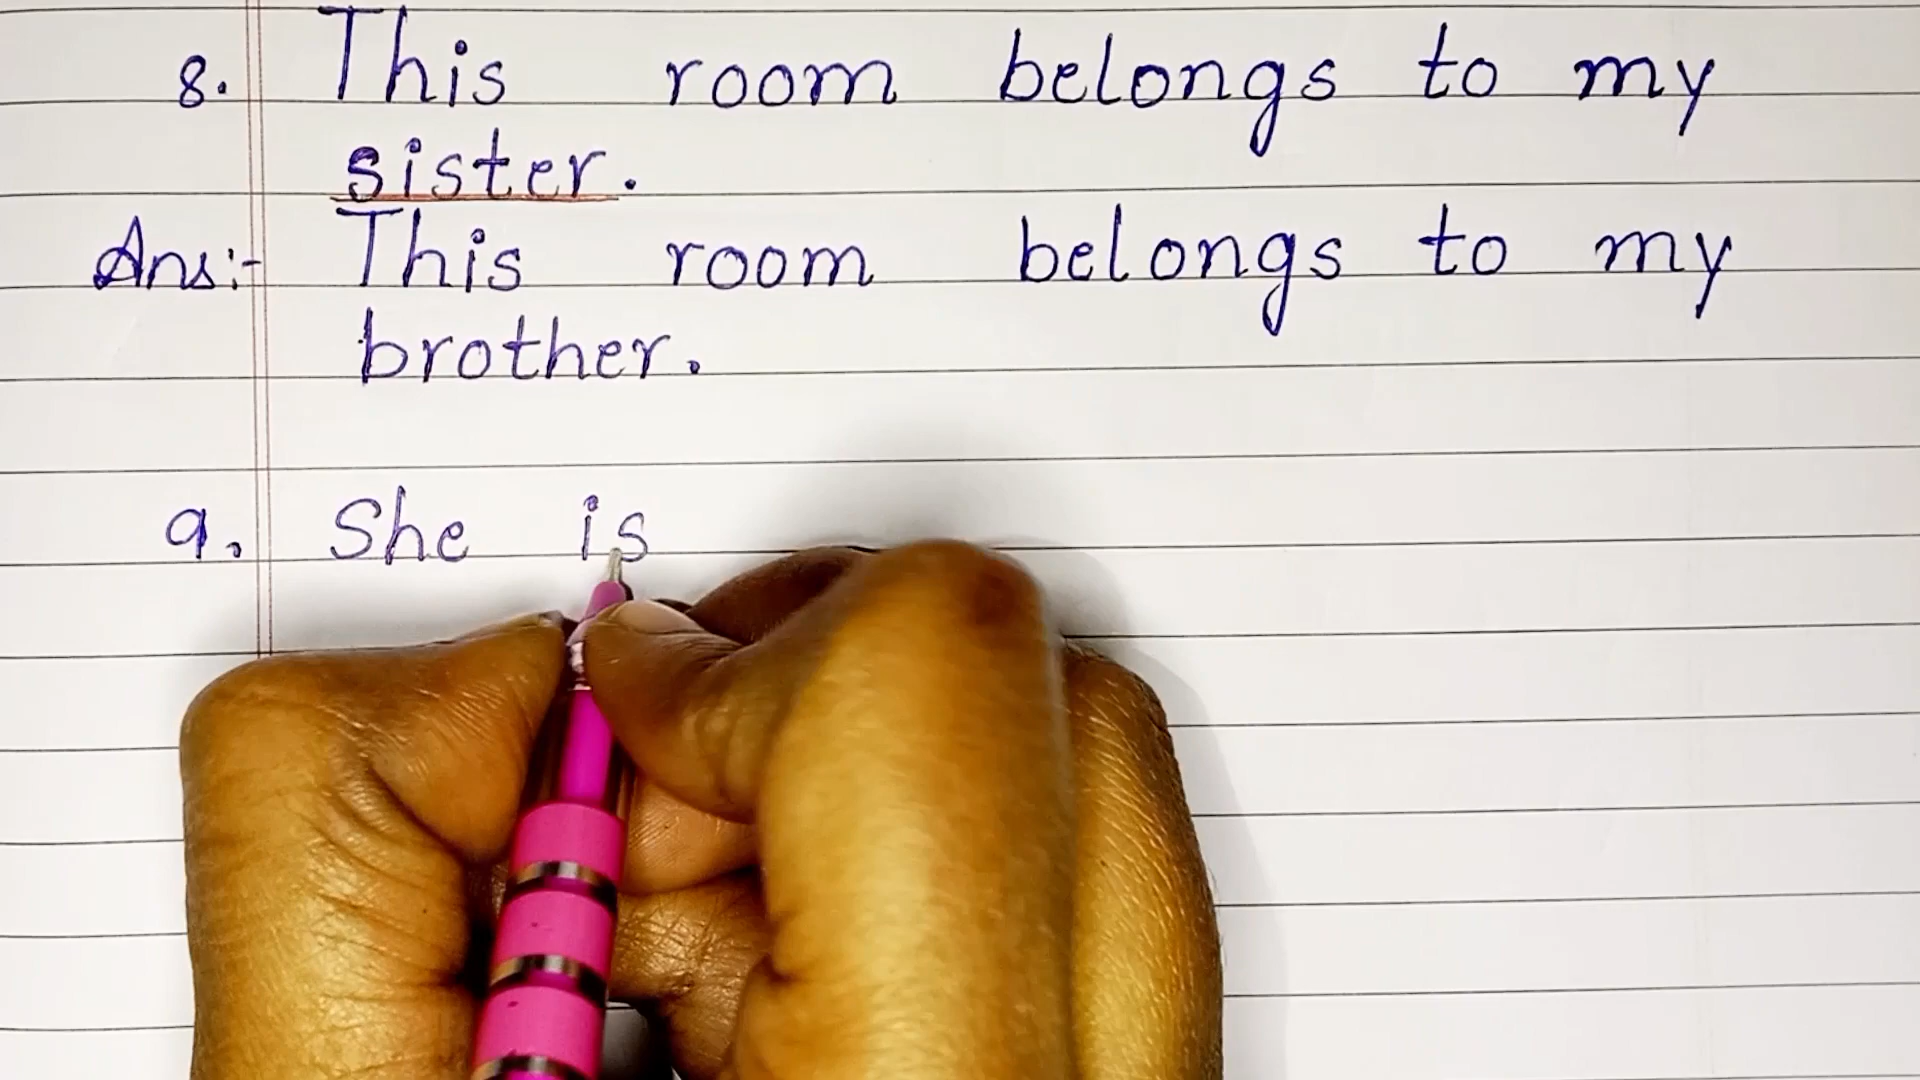 8. This room belongs to my
sister.
Ans:- This room belongs to my
brother.
9. She is